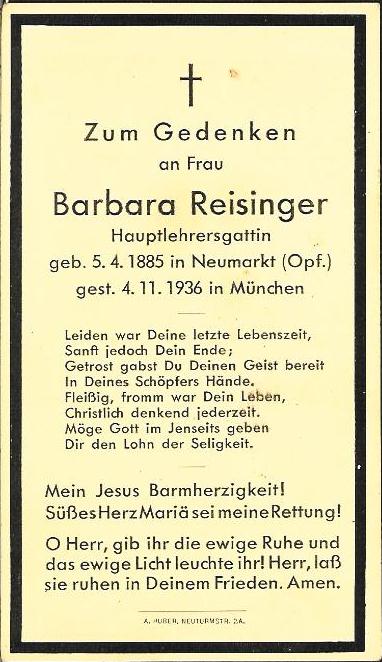 Zum Gedenken
an Frau
Barbara Reisinger
Hauptlehrersgattin
geb. 5. 4. 1885 in Neumarkt (Opf.)
gest. 4. 11. 1936 in München
Leiden war Deine letzte Lebenszeit,
Sanft jedoch Dein Ende;
Getrost gabst Du Deinen Geist bereit
In Deines Schöpfers Hände.
Fleißig, fromm war Dein Leben,
Christlich denkend jederzeit.
Möge Gott im Jenseits geben
Dir den Lohn der Seligkeit.
Mein Jesus Barmherzigkeit!
Süßes Herz Mariä sei meine Rettung!
O Herr, gib ihr die ewige Ruhe und
das ewige Licht leuchte ihr! Herr, laß
sie ruhen in Deinem Frieden. Amen.
A. HUBER, NEUTURMSTR. 2A.